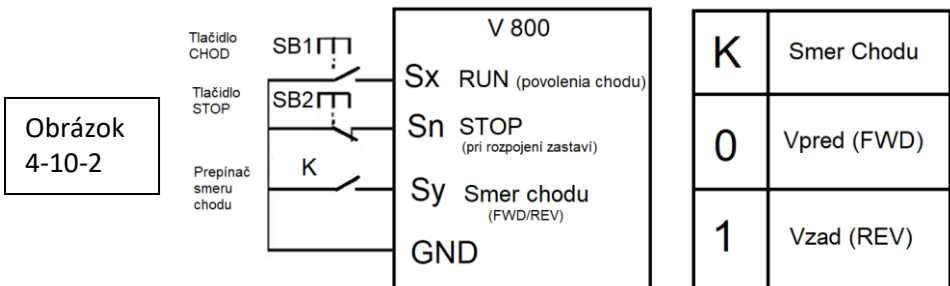 Obrázok
4-10-2
Tlačidlo
CHOD
SB1
Tlačidlo
STOP
SB2
Prepínač
smeru
chodu
K
V 800
Sx RUN (povolenia chodu)
Sn STOP
(pri rozpojení zastaví)
Sy Smer chodu
(FWD/REV)
GND
K Smer Chodu
0 Vpred (FWD)
1 Vzad (REV)